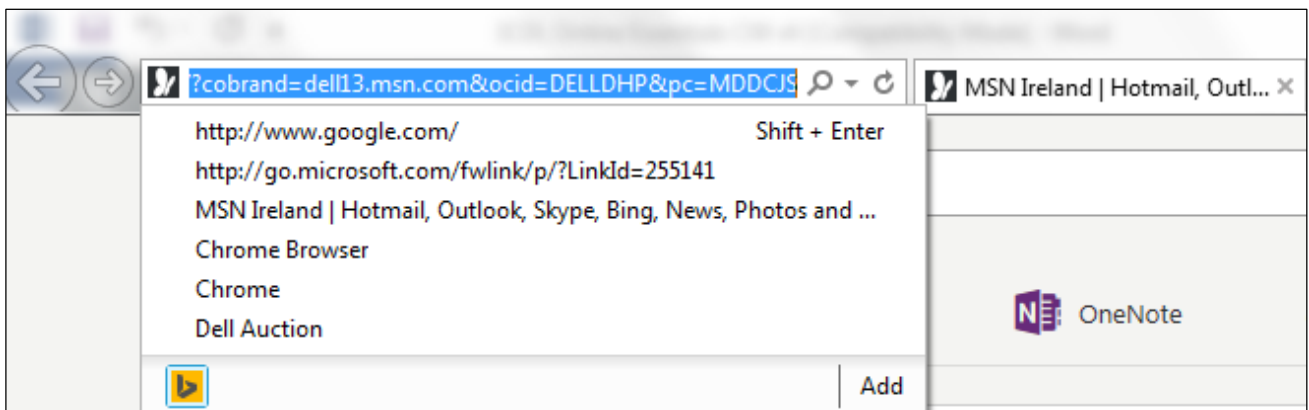 ?cobrand=dell13.msn.com&ocid=DELLDHP&pc=MDDCJS
MSN Ireland | Hotmail, Outl...
http://www.google.com/ Shift + Enter
http://go.microsoft.com/fwlink/p/?LinkId=255141
MSN Ireland | Hotmail, Outlook, Skype, Bing, News, Photos and ...
Chrome Browser
Chrome
OneNote
Dell Auction
Add